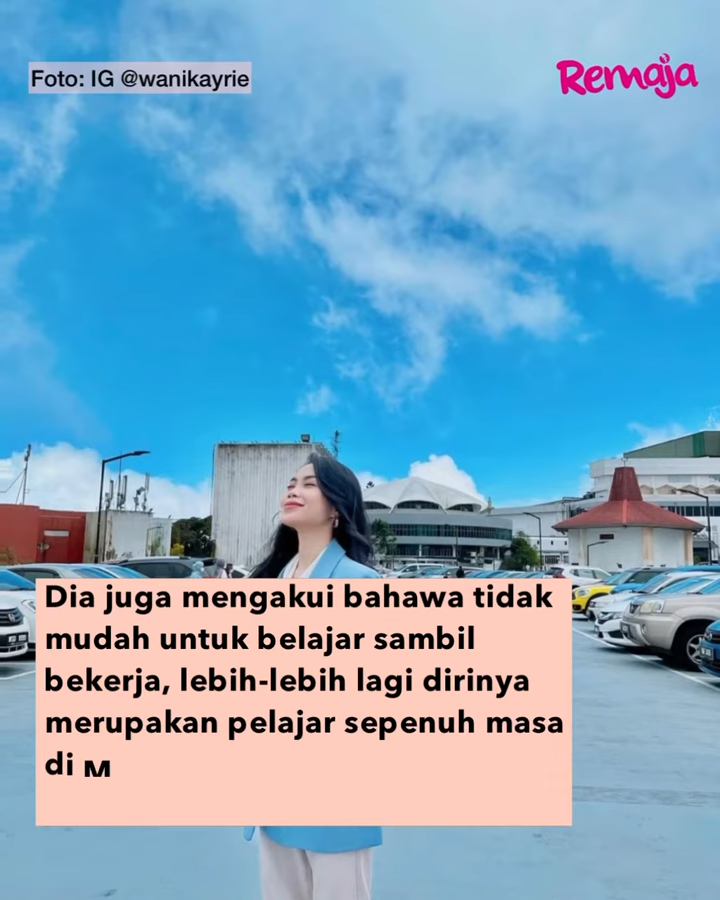 Foto: IG @wanikayrie
Remaja
Dia juga mengakui bahawa tidak
mudah untuk belajar sambil
bekerja, lebih-lebih lagi dirinya
merupakan pelajar sepenuh masa
di M